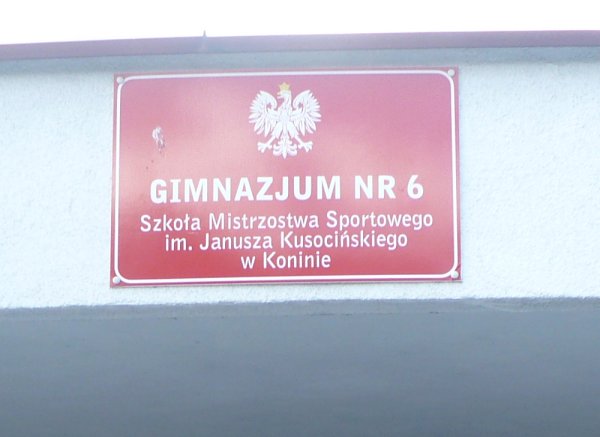 GIMNAZJUM NR 6
Szkoła Mistrzostwa Sportowego
im. Janusza Kusocińskiego
w Koninie